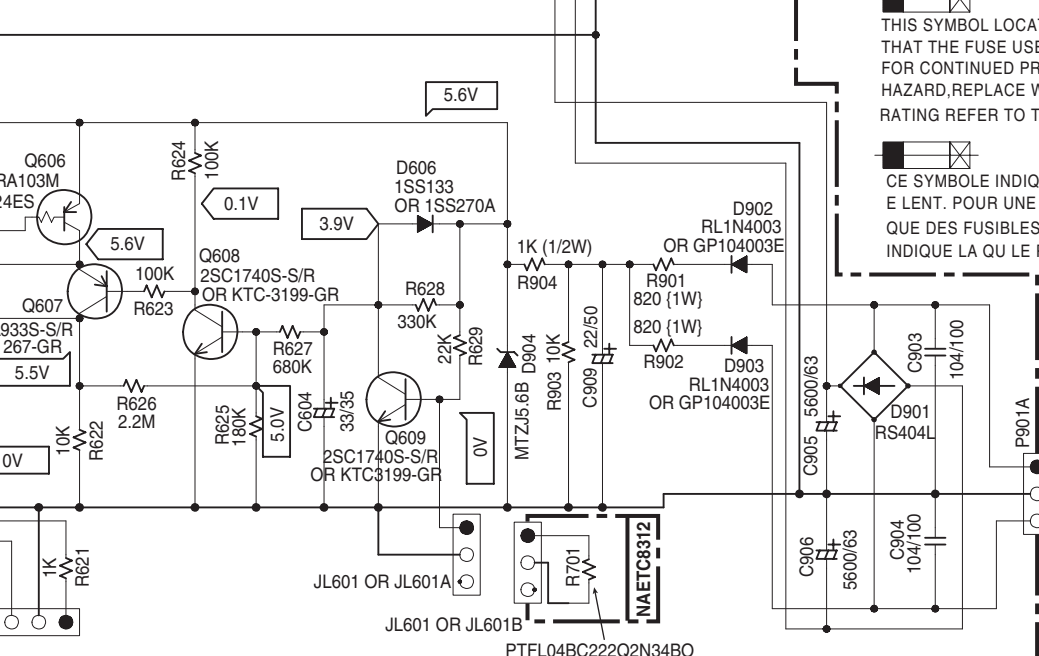 THIS SYMBOL LOCAT
THAT THE FUSE USE
FOR CONTINUED PR
HAZARD,REPLACE W
RATING REFER TO T
CE SYMBOLE INDIQ
E LENT. POUR UNE
QUE DES FUSIBLES
INDIQUE LA QU LE F
5.6V
Q606
RA103M
24ES
R624
100K
D606
1SS133
OR 1SS270A
0.1V
3.9V
5.6V
D902
RL1N4003
OR GP104003E
1K (1/2W)
R904
R901
820 {1W}
820 {1W}
R902
D903
RL1N4003
OR GP104003E
Q608
2SC1740S-S/R
OR KTC-3199-GR
100K
R623
Q607
933S-S/R
267-GR
5.5V
R628
330K
22K
R629
R627
680K
D904
MTZJ5.6B
R903 10K
C909 22/50
5600/63
C905
C903
104/100
D901
RS404L
P901A
R626
2.2M
R625
180K
5.0V
C604
33/35
Q609
2SC1740S-S/R
OR KTC3199-GR
0V
10K
R622
0V
1K
R621
JL601 OR JL601A
JL601 OR JL601B
R701
NAETC8312
PTFL04BC222Q2N34BO
C906
5600/63
C904
104/100